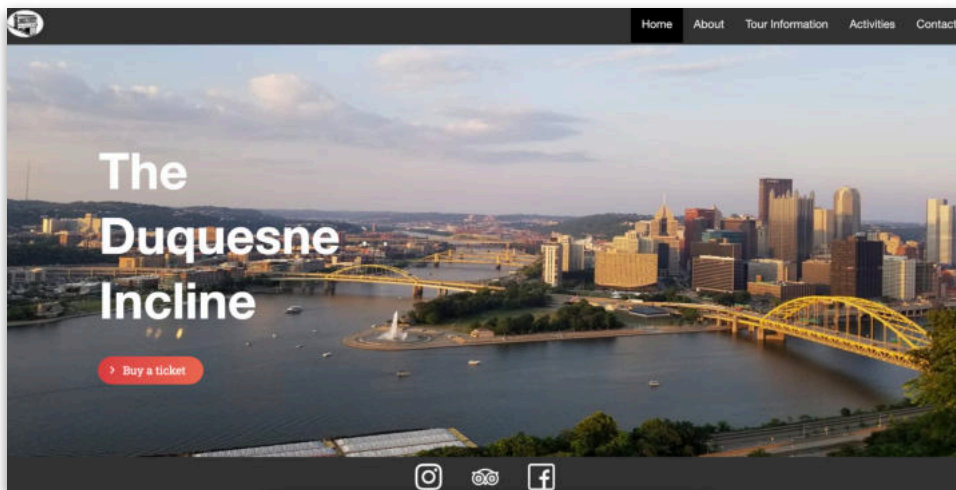 Home About Tour Information Activities Contact
The
Duquesne
Incline
> Buy a ticket